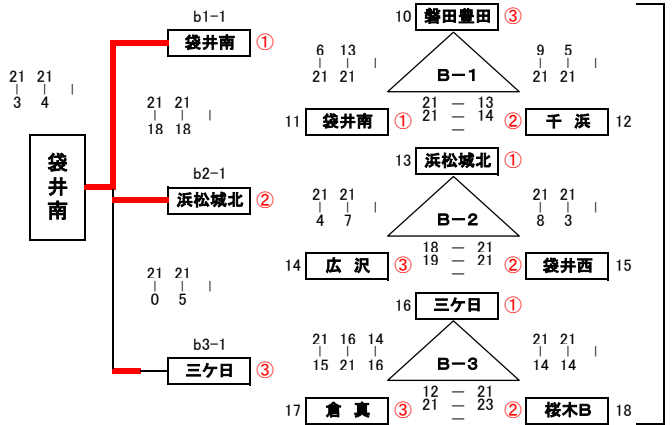 b1-1
袋井南 ①
21 21
| | |
3 4
21 21
| | |
18 18
袋井南
b2-1
浜松城北 ②
21 21
| | |
0 5
b3-1
三ケ日 ③
10 磐田豊田 ③
6 13
| | |
21 21
9 5
| | |
21 21
B-1
21 — 13
21 — 14
—
11 袋井南 ①
② 千浜 12
13 浜松城北 ①
21 21
| | |
4 7
21 21
| | |
8 3
B-2
18 — 21
19 — 21
—
14 広沢 ③
② 袋井西 15
16 三ケ日 ①
21 16 14
| | |
15 21 16
21 21
| | |
14 14
B-3
12 — 21
21 — 23
—
17 倉真 ③
② 桜木B 18